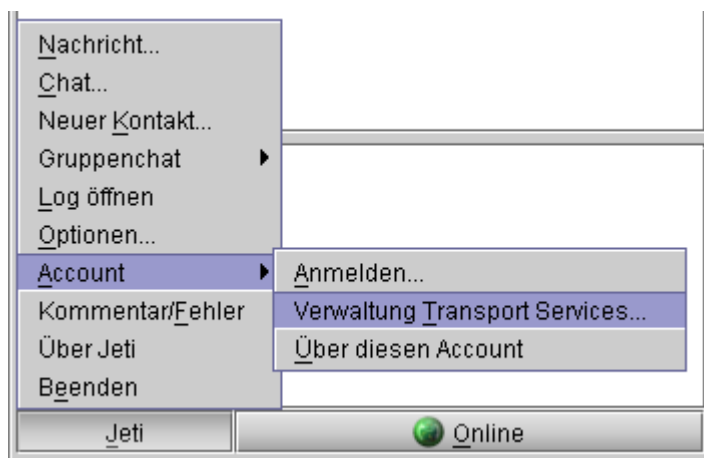 Nachricht...
Chat...
Neuer Kontakt...
Gruppenchat
Log öffnen
Optionen...
Account
Kommentar/Fehler
Über Jeti
Beenden
Anmelden...
Verwaltung Transport Services...
Über diesen Account
Jeti
Online